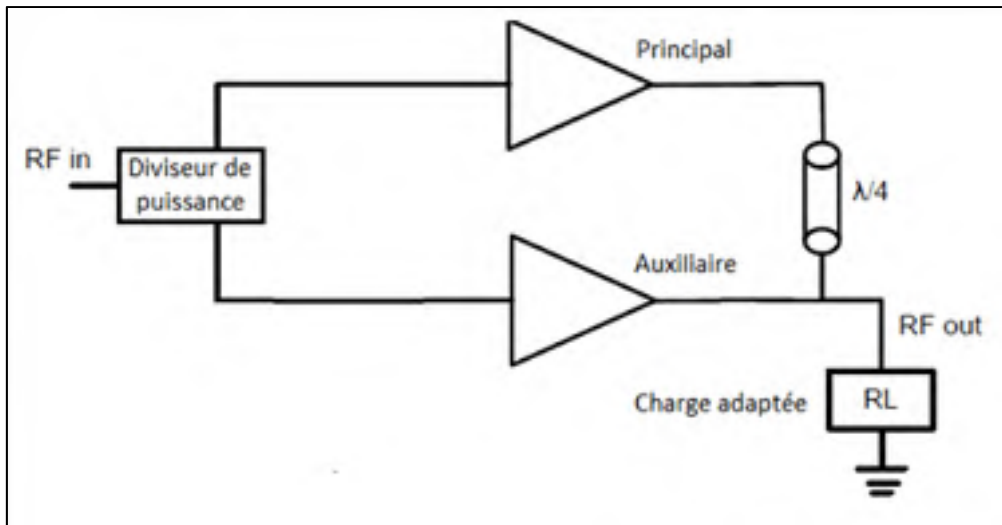 Principal
RF in
Diviseur de
puissance
λ/4
Auxiliaire
RF out
Charge adaptée
RL